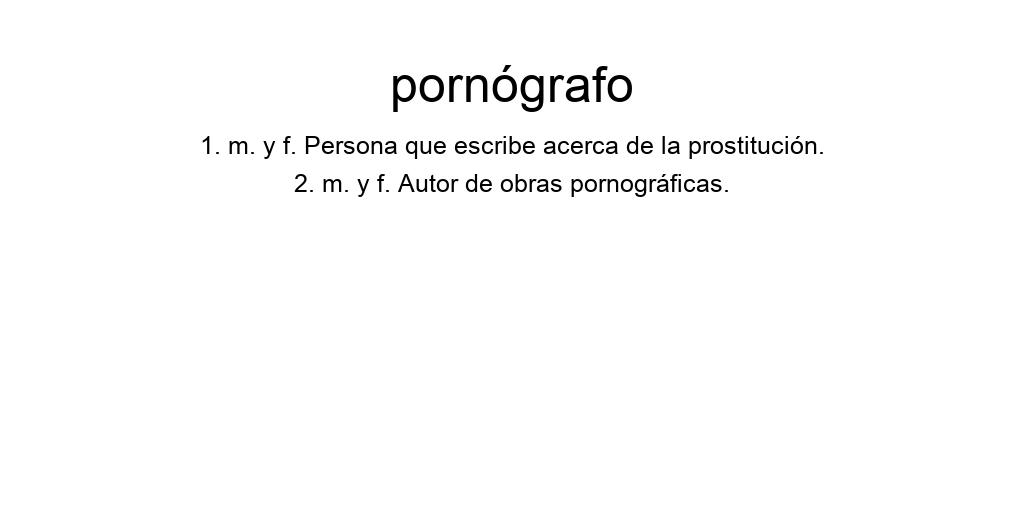 pornógrafo
1. m. y f. Persona que escribe acerca de la prostitución.
2. m. y f. Autor de obras pornográficas.